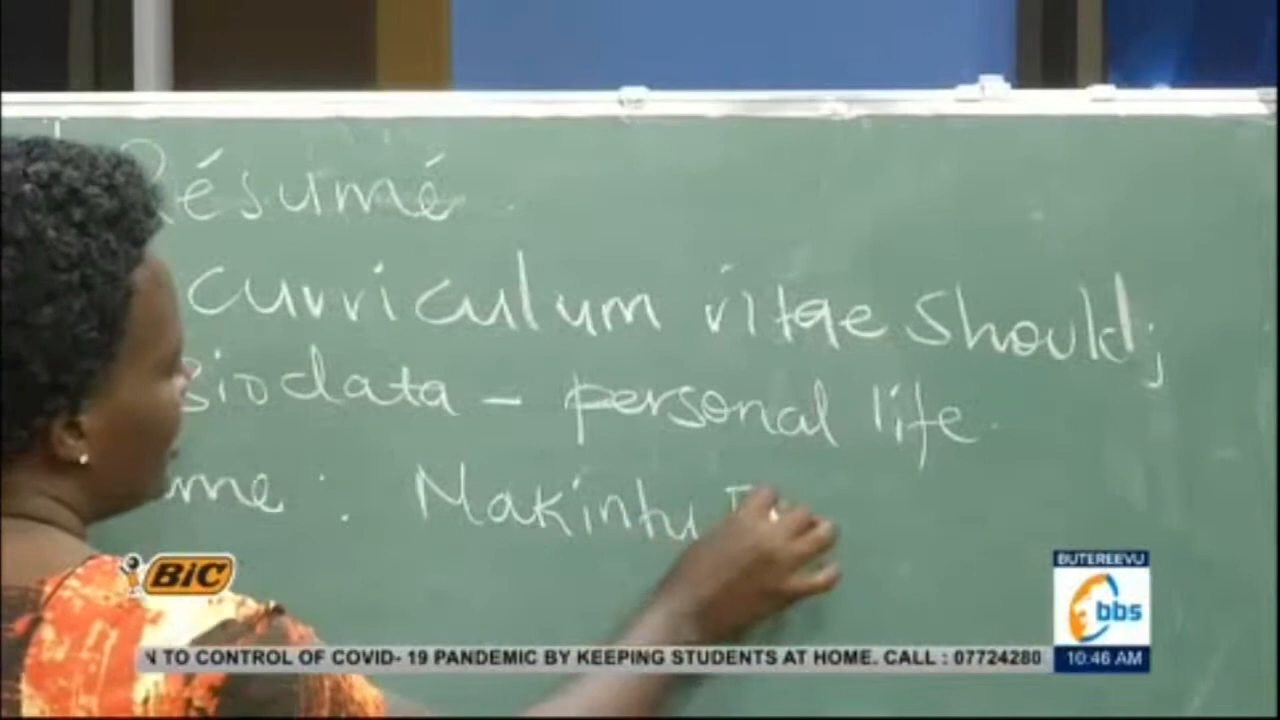 Résumé
curriculum vitae should;
Biodata - personal life.
me : Makintu
BIC
BUTEREEVU
bbs
N TO CONTROL OF COVID- 19 PANDEMIC BY KEEPING STUDENTS AT HOME. CALL : 07724280
10:46 AM